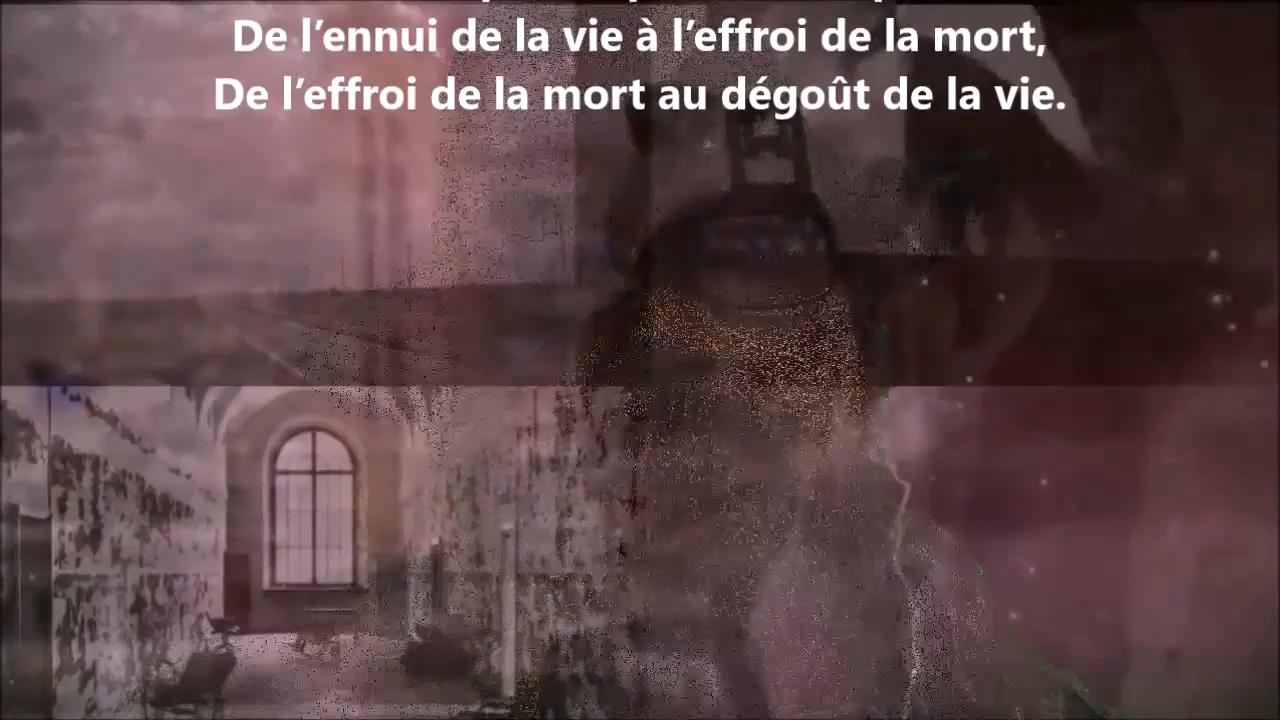 De l’ennui de la vie à l’effroi de la mort,
De l’effroi de la mort au dégoût de la vie.